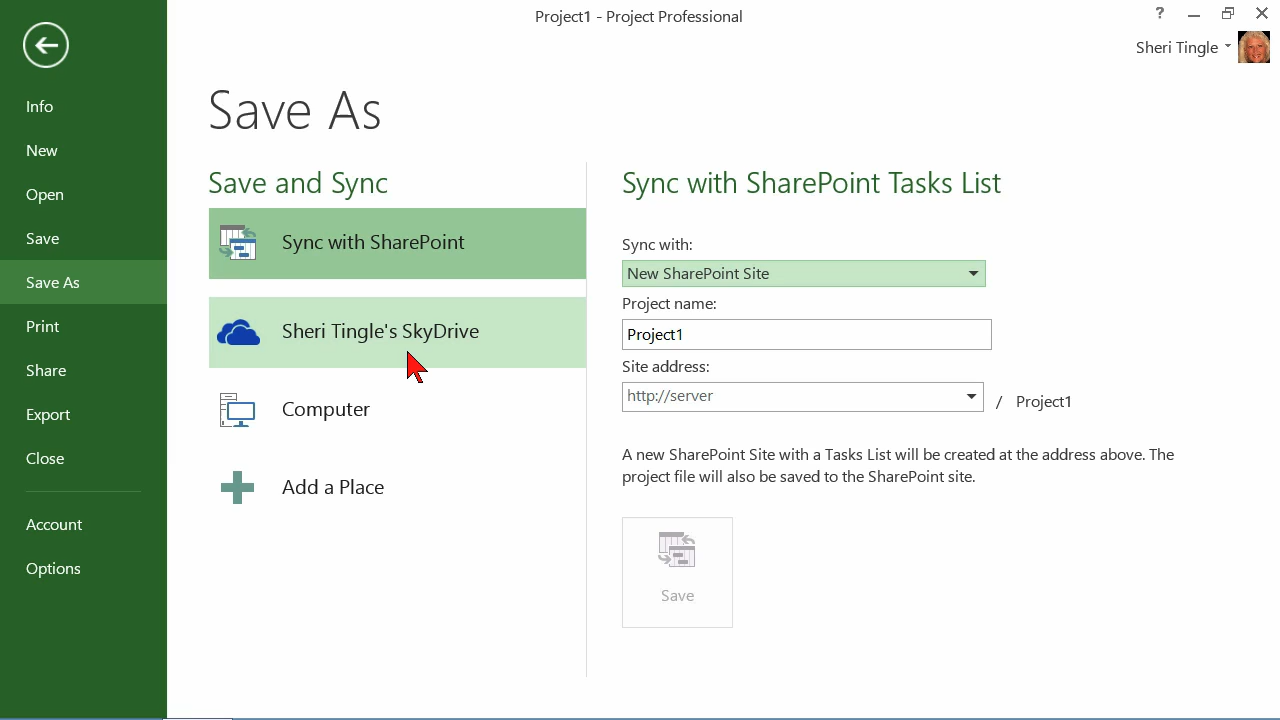 Project1 - Project Professional
?
Sheri Tingle
Info
New
Open
Save
Save As
Print
Share
Export
Close
Account
Options
Save As
Save and Sync
Sync with SharePoint
Sheri Tingle's SkyDrive
Computer
Add a Place
Sync with SharePoint Tasks List
Sync with:
New SharePoint Site
Project name:
Project1
Site address:
http://server
/ Project1
A new SharePoint Site with a Tasks List will be created at the address above. The
project file will also be saved to the SharePoint site.
Save